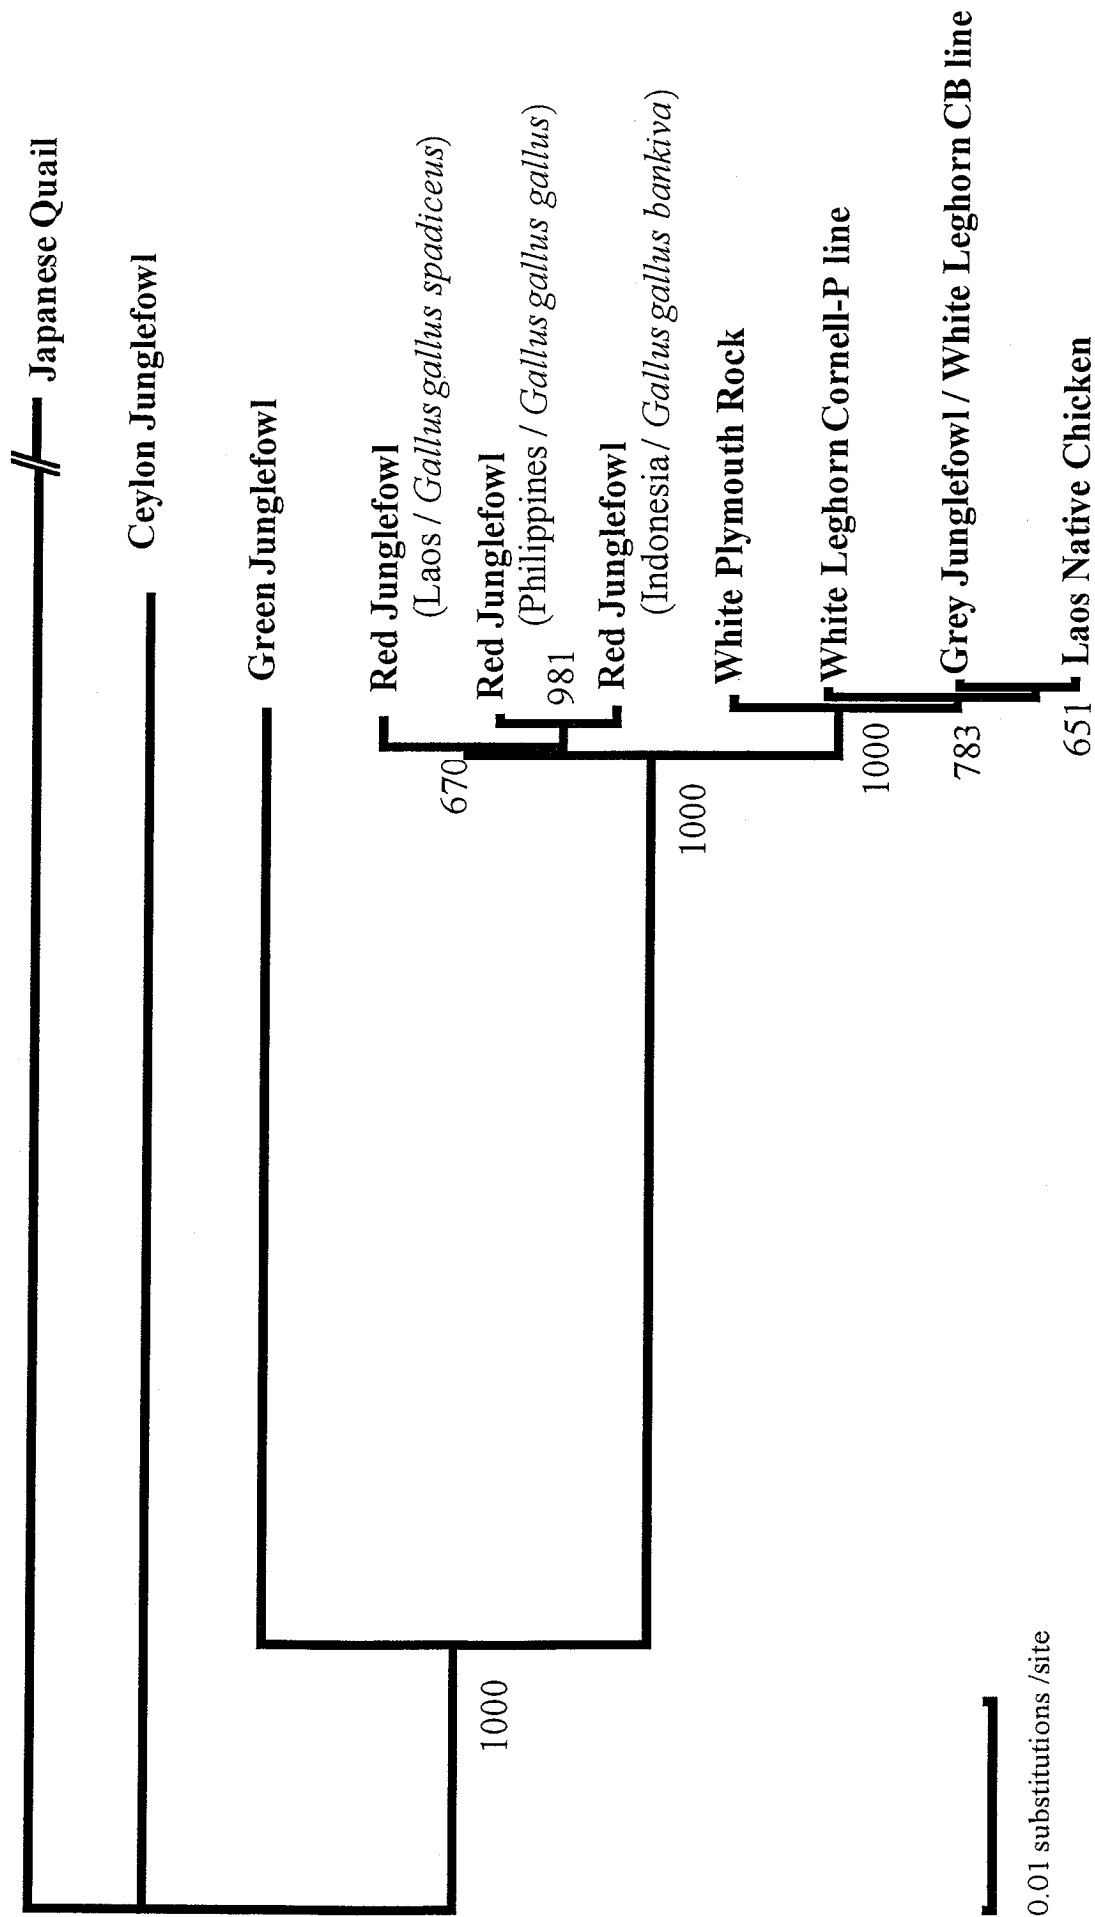 Japanese Quail
Ceylon Junglefowl
Green Junglefowl
Red Junglefowl
(Laos / Gallus gallus spadiceus)
670
Red Junglefowl
(Philippines / Gallus gallus gallus)
981
Red Junglefowl
(Indonesia / Gallus gallus bankiva)
1000
White Plymouth Rock
White Leghorn Cornell-P line
1000
Grey Junglefowl / White Leghorn CB line
783
Laos Native Chicken
651
1000
0.01 substitutions /site